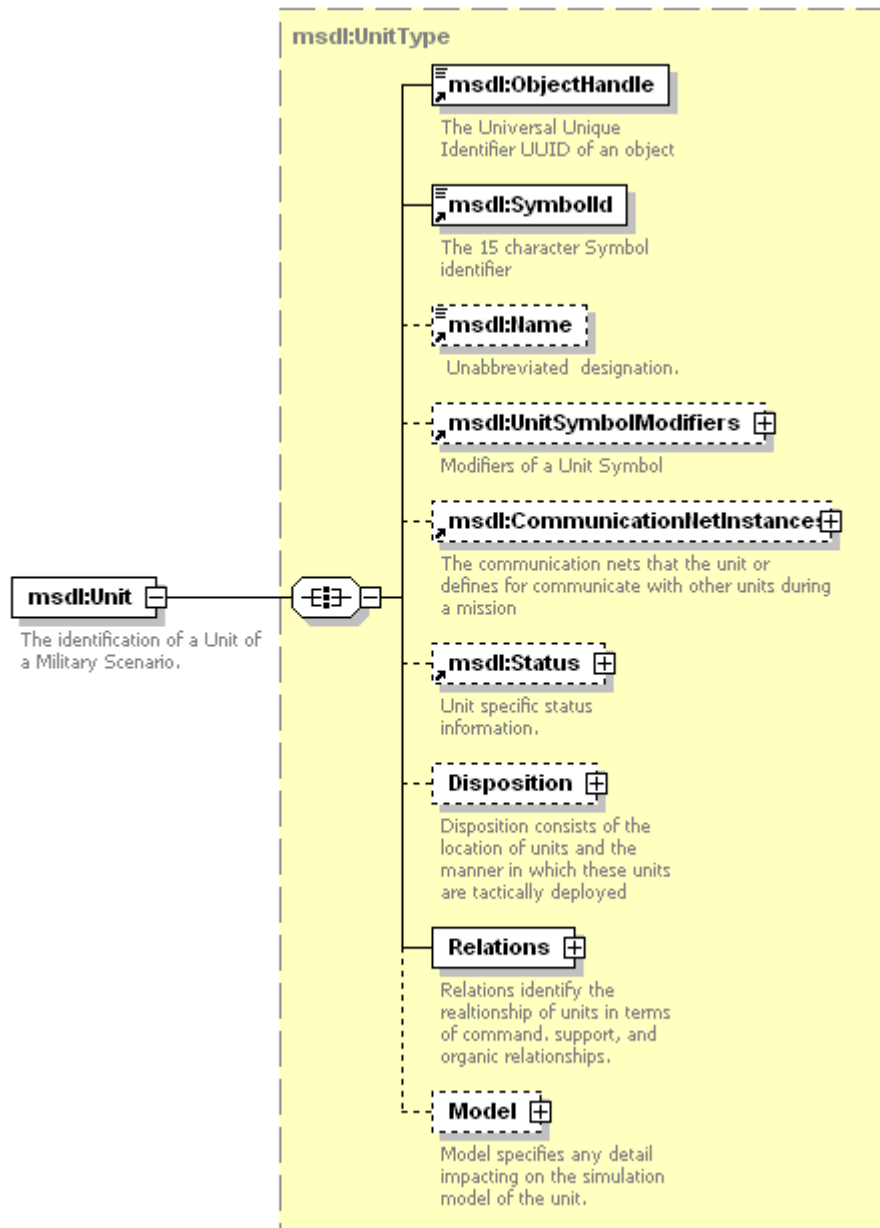 msdl:UnitType
msdl:ObjectHandle
The Universal Unique
Identifier UUID of an object
msdl:SymbolId
The 15 character Symbol
identifier
msdl:Name
Unabbreviated designation.
msdl:UnitSymbolModifiers
Modifiers of a Unit Symbol
msdl:CommunicationNetInstances
The communication nets that the unit or
defines for communicate with other units during
a mission
msdl:Unit
The identification of a Unit of
a Military Scenario.
msdl:Status
Unit specific status
information.
Disposition
Disposition consists of the
location of units and the
manner in which these units
are tactically deployed
Relations
Relations identify the
realtionship of units in terms
of command. support, and
organic relationships.
Model
Model specifies any detail
impacting on the simulation
model of the unit.